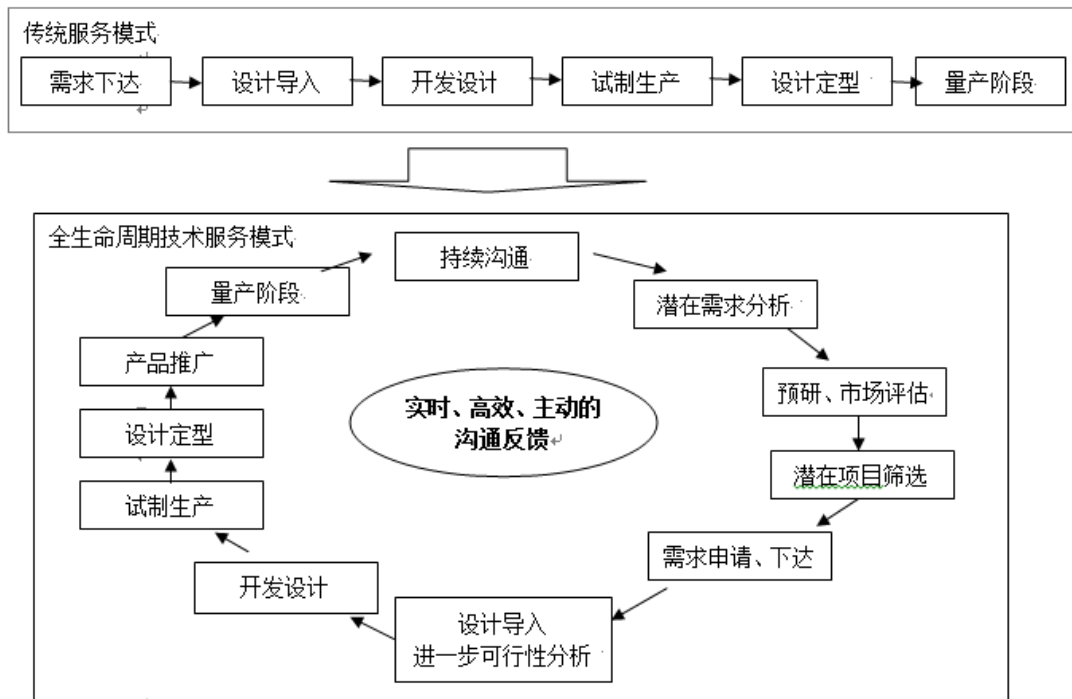 传统服务模式
需求下达
设计导入
开发设计
试制生产
设计定型
量产阶段
全生命周期技术服务模式
持续沟通
潜在需求分析
预研、市场评估
潜在项目筛选
需求申请、下达
设计导入
进一步可行性分析
开发设计
试制生产
设计定型
产品推广
量产阶段
实时、高效、主动的
沟通反馈